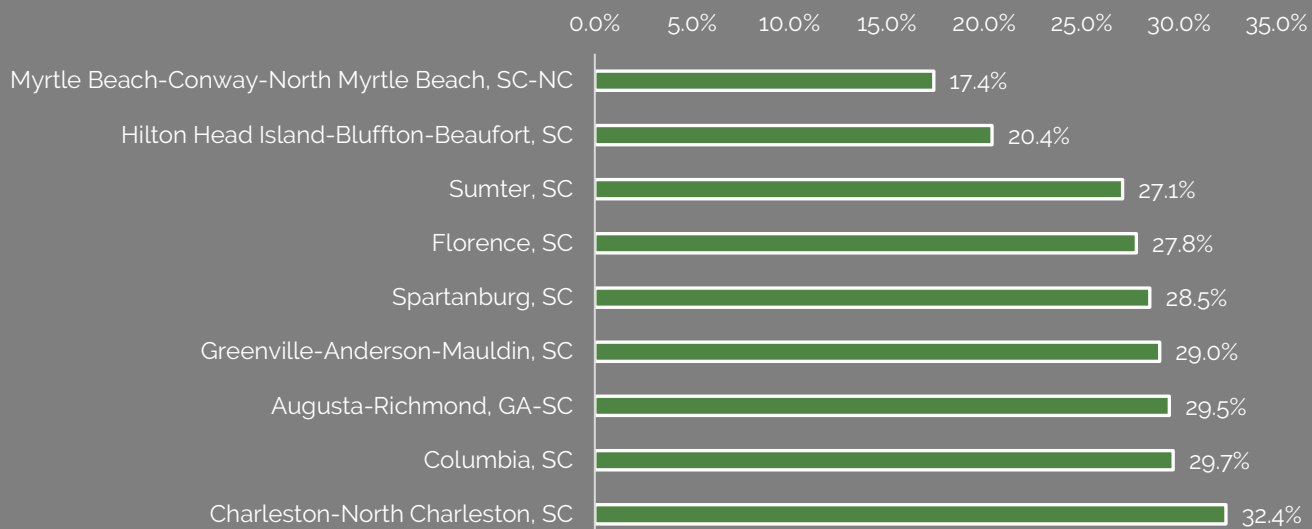 0.0% 5.0% 10.0% 15.0% 20.0% 25.0% 30.0% 35.0%
Myrtle Beach-Conway-North Myrtle Beach, SC-NC 17.4%
Hilton Head Island-Bluffton-Beaufort, SC 20.4%
Sumter, SC 27.1%
Florence, SC 27.8%
Spartanburg, SC 28.5%
Greenville-Anderson-Mauldin, SC 29.0%
Augusta-Richmond, GA-SC 29.5%
Columbia, SC 29.7%
Charleston-North Charleston, SC 32.4%